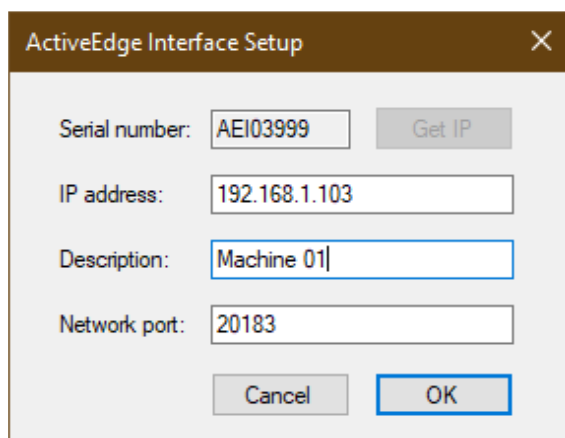 ActiveEdge Interface Setup
Serial number: AEI03999 Get IP
IP address: 192.168.1.103
Description: Machine 01
Network port: 20183
Cancel OK